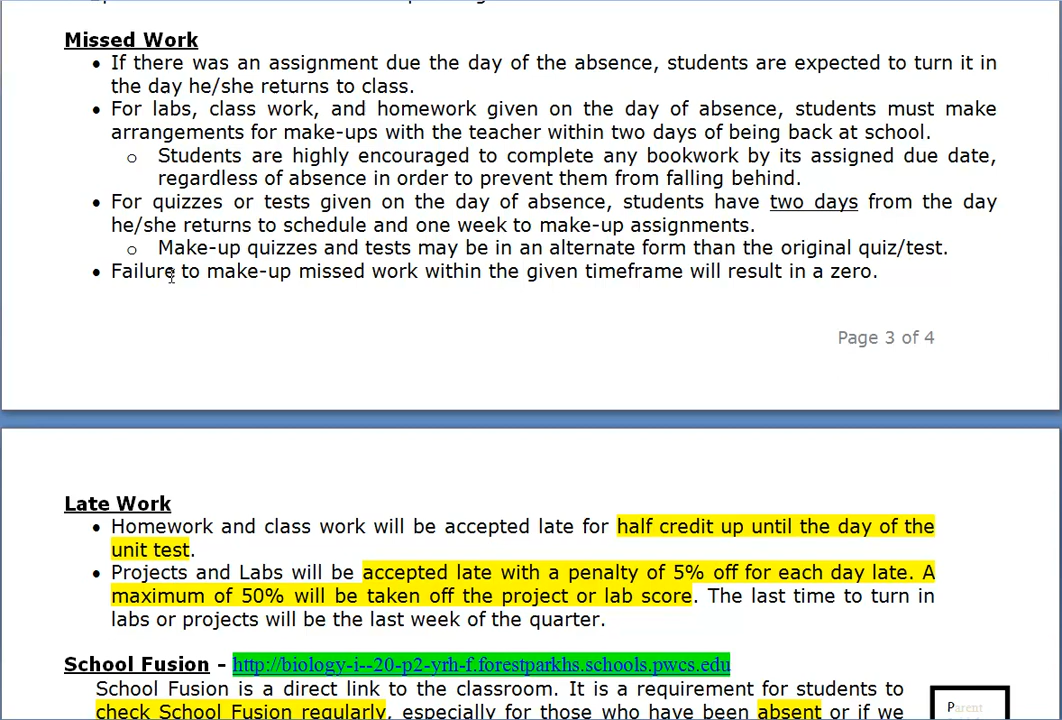 Missed Work
• If there was an assignment due the day of the absence, students are expected to turn it in
the day he/she returns to class.
• For labs, class work, and homework given on the day of absence, students must make
arrangements for make-ups with the teacher within two days of being back at school.
o Students are highly encouraged to complete any bookwork by its assigned due date,
regardless of absence in order to prevent them from falling behind.
• For quizzes or tests given on the day of absence, students have two days from the day
he/she returns to schedule and one week to make-up assignments.
o Make-up quizzes and tests may be in an alternate form than the original quiz/test.
• Failure to make-up missed work within the given timeframe will result in a zero.
Page 3 of 4
Late Work
• Homework and class work will be accepted late for half credit up until the day of the
unit test.
• Projects and Labs will be accepted late with a penalty of 5% off for each day late. A
maximum of 50% will be taken off the project or lab score. The last time to turn in
labs or projects will be the last week of the quarter.
School Fusion – http://biology-i--20-p2-yrh-f.forestparkhs.schools.pwcs.edu
School Fusion is a direct link to the classroom. It is a requirement for students to
check School Fusion regularly, especially for those who have been absent or if we
Parent